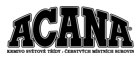 ACANA
KRMIVO SVĚTOVÉ TŘÍDY - ČERSTVÝCH MÍSTNÍCH SUROVIN